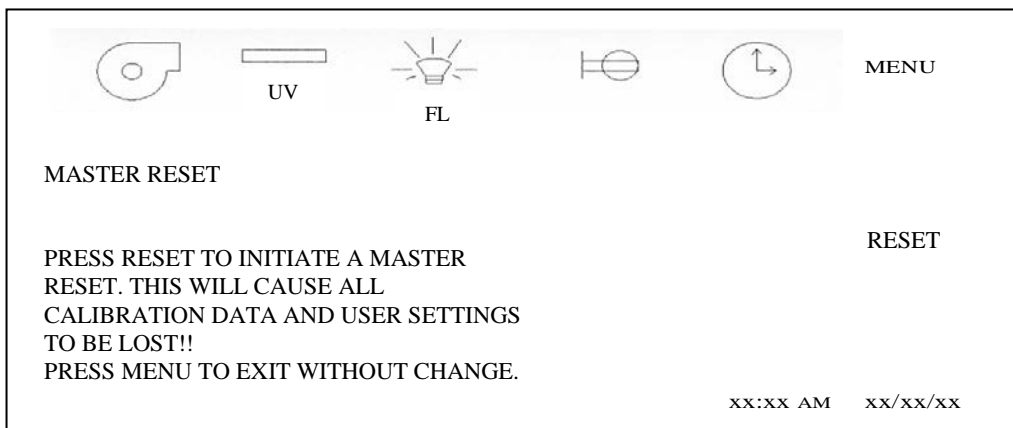 MENU
UV
FL
MASTER RESET
RESET
PRESS RESET TO INITIATE A MASTER
RESET. THIS WILL CAUSE ALL
CALIBRATION DATA AND USER SETTINGS
TO BE LOST!!
PRESS MENU TO EXIT WITHOUT CHANGE.
xx:xx AM xx/xx/xx